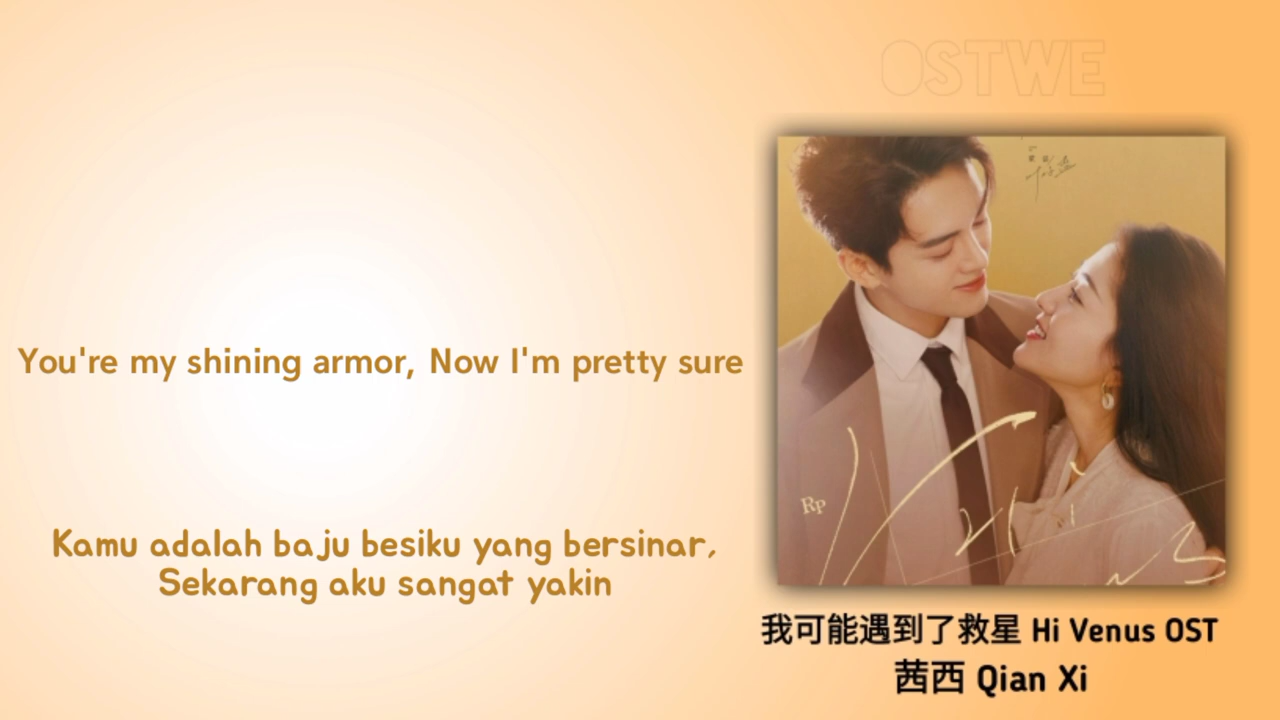 OSTWE
You're my shining armor, Now I'm pretty sure
Kamu adalah baju besiku yang bersinar,
Sekarang aku sangat yakin
Rp
我可能遇到了救星 Hi Venus OST
茜西 Qian Xi